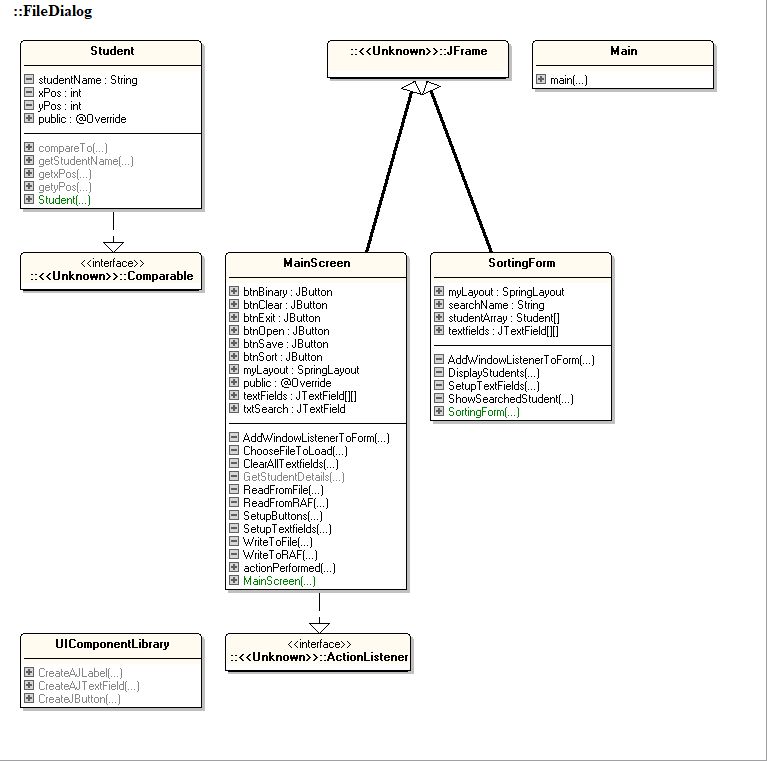 ::FileDialog
Student
studentName : String
xPos : int
yPos : int
public : @Override
compareTo(...)
getStudentName(...)
getxPos(...)
getyPos(...)
Student(...)
<<interface>>
::<<Unknown>>::Comparable
::<<Unknown>>::JFrame
Main
main(...)
MainScreen
btnBinary : JButton
btnClear : JButton
btnExit : JButton
btnOpen : JButton
btnSave : JButton
btnSort : JButton
myLayout : SpringLayout
public : @Override
textFields : JTextField[][]
txtSearch : JTextField
AddWindowListenerToForm(...)
ChooseFileToLoad(...)
ClearAllTextfields(...)
GetStudentDetails(...)
ReadFromFile(...)
ReadFromRAF(...)
SetupButtons(...)
SetupTextfields(...)
WriteToFile(...)
WriteToRAF(...)
actionPerformed(...)
MainScreen(...)
SortingForm
myLayout : SpringLayout
searchName : String
studentArray : Student[]
textfields : JTextField[][]
AddWindowListenerToForm(...)
DisplayStudents(...)
SetupTextFields(...)
ShowSearchedStudent(...)
SortingForm(...)
UIComponentLibrary
CreateAJLabel(...)
CreateAJTextField(...)
CreateJButton(...)
<<interface>>
::<<Unknown>>::ActionListener